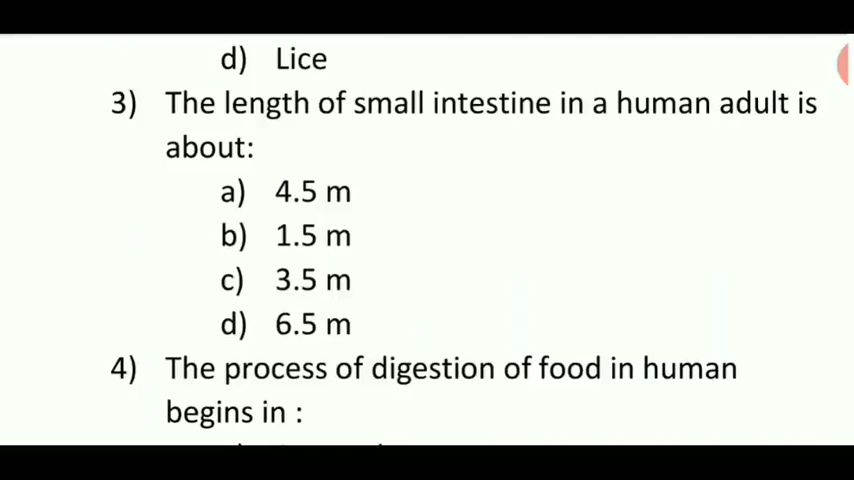 d) Lice
3) The length of small intestine in a human adult is
about:
a) 4.5 m
b) 1.5 m
c) 3.5 m
d) 6.5 m
4) The process of digestion of food in human
begins in :